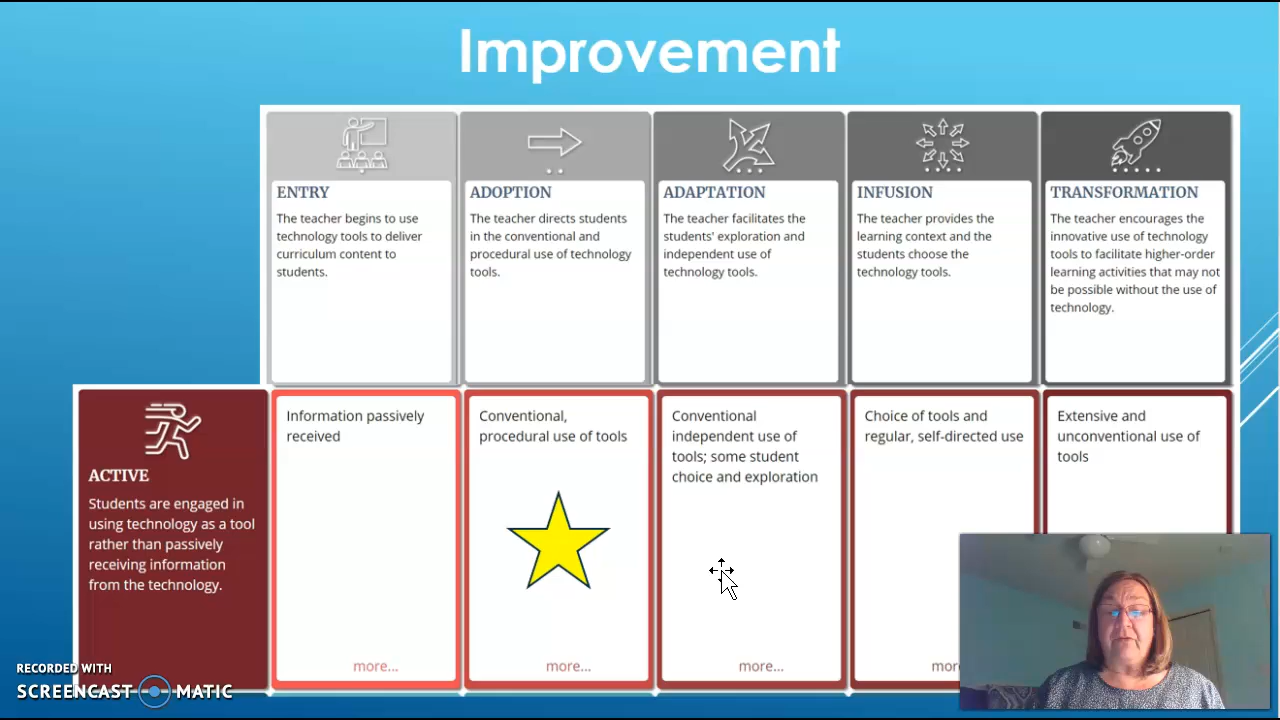 Improvement
ENTRY
The teacher begins to use
technology tools to deliver
curriculum content to
students.
ADOPTION
The teacher directs students
in the conventional and
procedural use of technology
tools.
ADAPTATION
The teacher facilitates the
students' exploration and
independent use of
technology tools.
INFUSION
The teacher provides the
learning context and the
students choose the
technology tools.
TRANSFORMATION
The teacher encourages the
innovative use of technology
tools to facilitate higher-order
learning activities that may not
be possible without the use of
technology.
ACTIVE
Students are engaged in
using technology as a tool
rather than passively
receiving information
from the technology.
Information passively
received
more...
Conventional,
procedural use of tools
more...
Conventional
independent use of
tools; some student
choice and exploration
more...
Choice of tools and
regular, self-directed use
Extensive and
unconventional use of
tools
RECORDED WITH
SCREENCAST MATIC